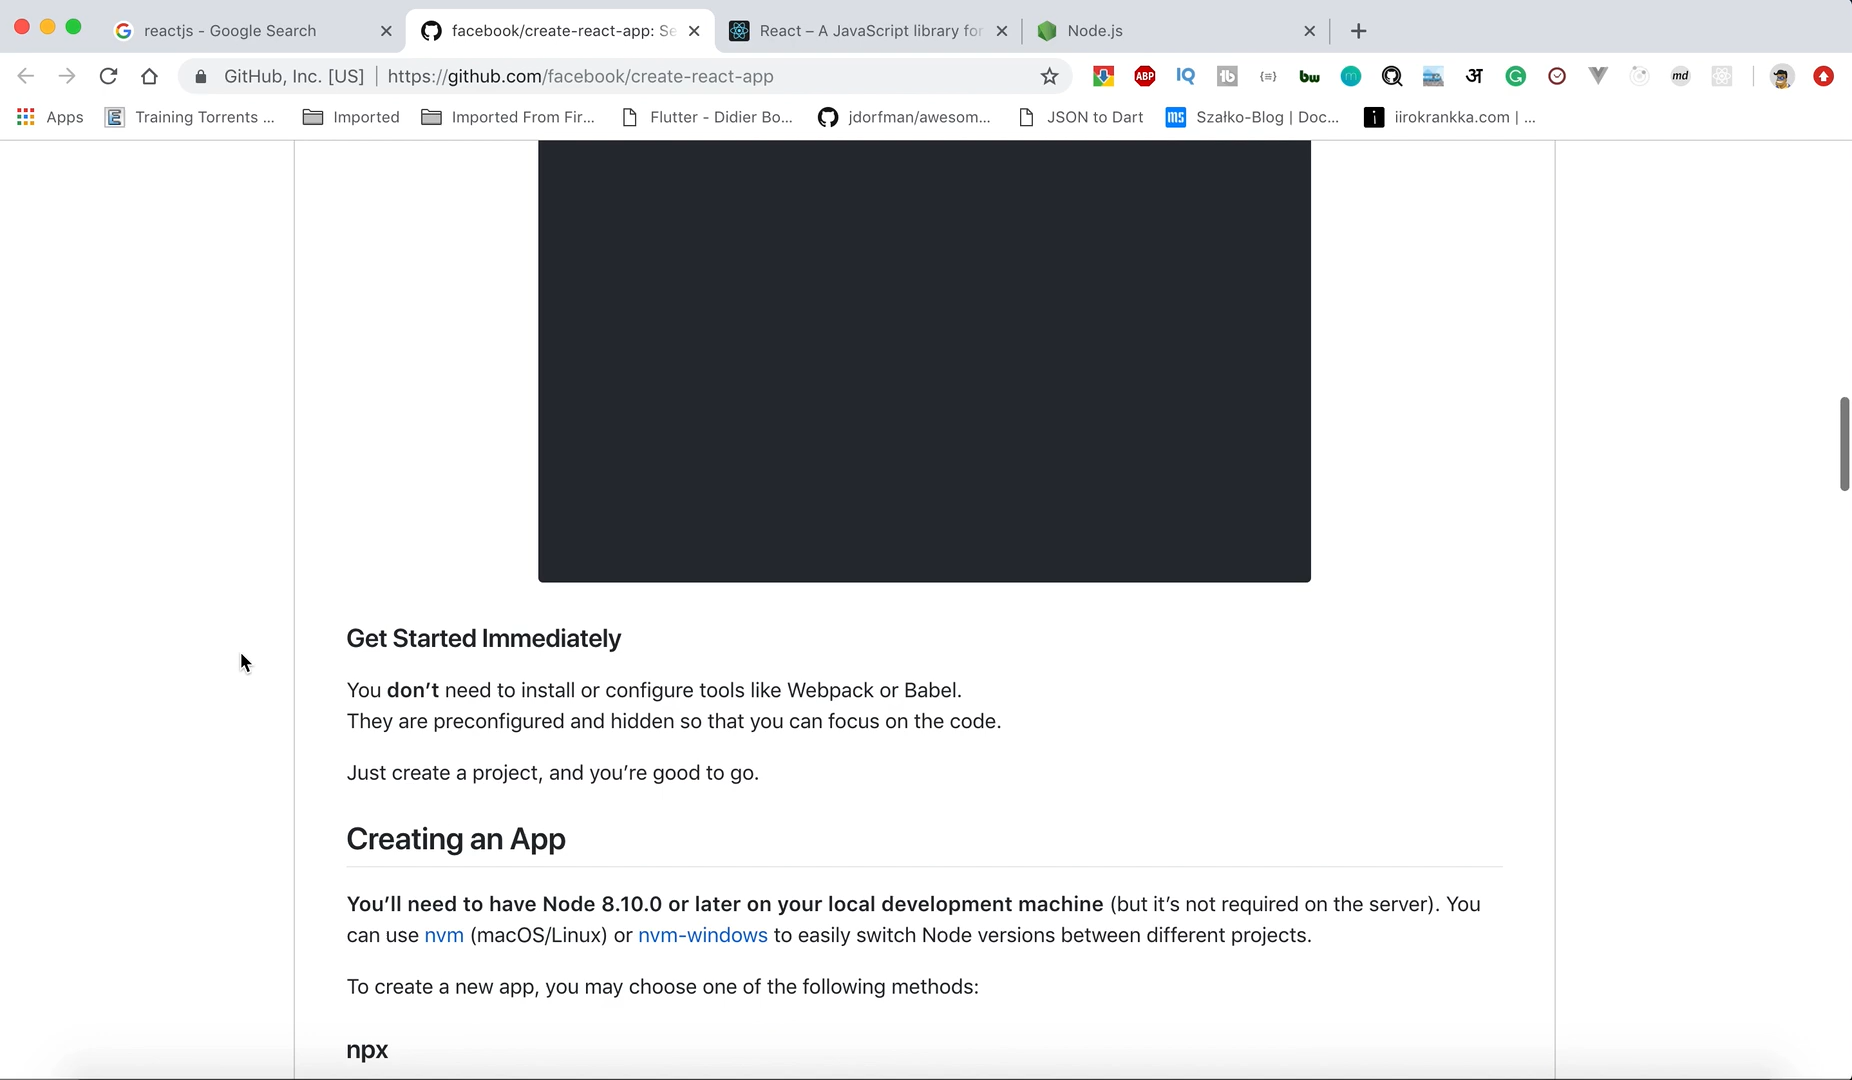 reactjs - Google Search
facebook/create-react-app: Se
React – A JavaScript library for
Node.js
GitHub, Inc. [US] | https://github.com/facebook/create-react-app
ABP
IQ
tb
{=}
bw
m
अ
G
md
Apps
Training Torrents ...
Imported
Imported From Fir...
Flutter - Didier Bo...
jdorfman/awesom...
JSON to Dart
ms Szałko-Blog | Doc...
i iirokrankka.com | ...
Get Started Immediately
You don’t need to install or configure tools like Webpack or Babel.
They are preconfigured and hidden so that you can focus on the code.
Just create a project, and you’re good to go.
Creating an App
You’ll need to have Node 8.10.0 or later on your local development machine (but it’s not required on the server). You
can use nvm (macOS/Linux) or nvm-windows to easily switch Node versions between different projects.
To create a new app, you may choose one of the following methods:
npx